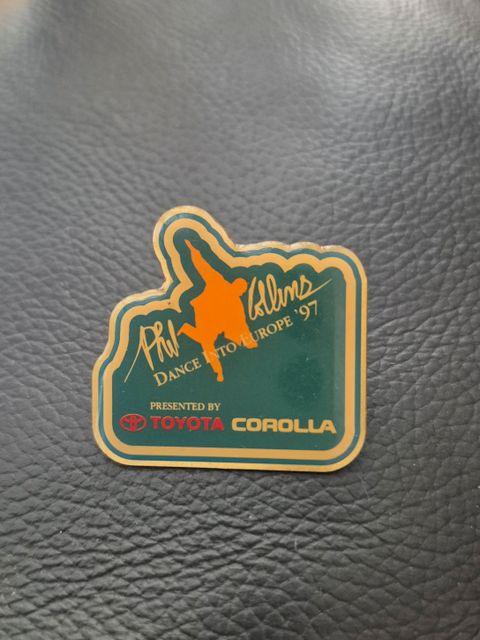 Phil Collins
DANCE INTO EUROPE '97
PRESENTED BY
TOYOTA COROLLA